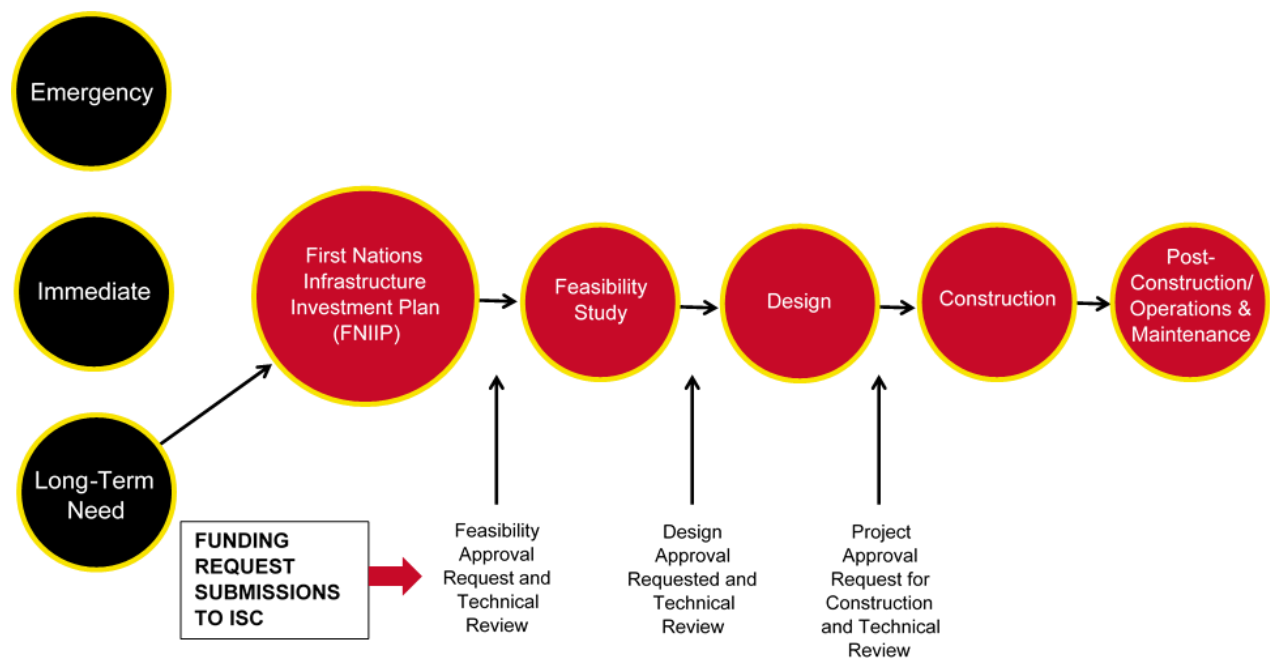 Emergency
Immediate
Long-Term
Need
First Nations
Infrastructure
Investment Plan
(FNIIP)
Feasibility
Study
Design
Construction
Post-
Construction/
Operations &
Maintenance
FUNDING
REQUEST
SUBMISSIONS
TO ISC
Feasibility
Approval
Request and
Technical
Review
Design
Approval
Requested and
Technical
Review
Project
Approval
Request for
Construction
and Technical
Review